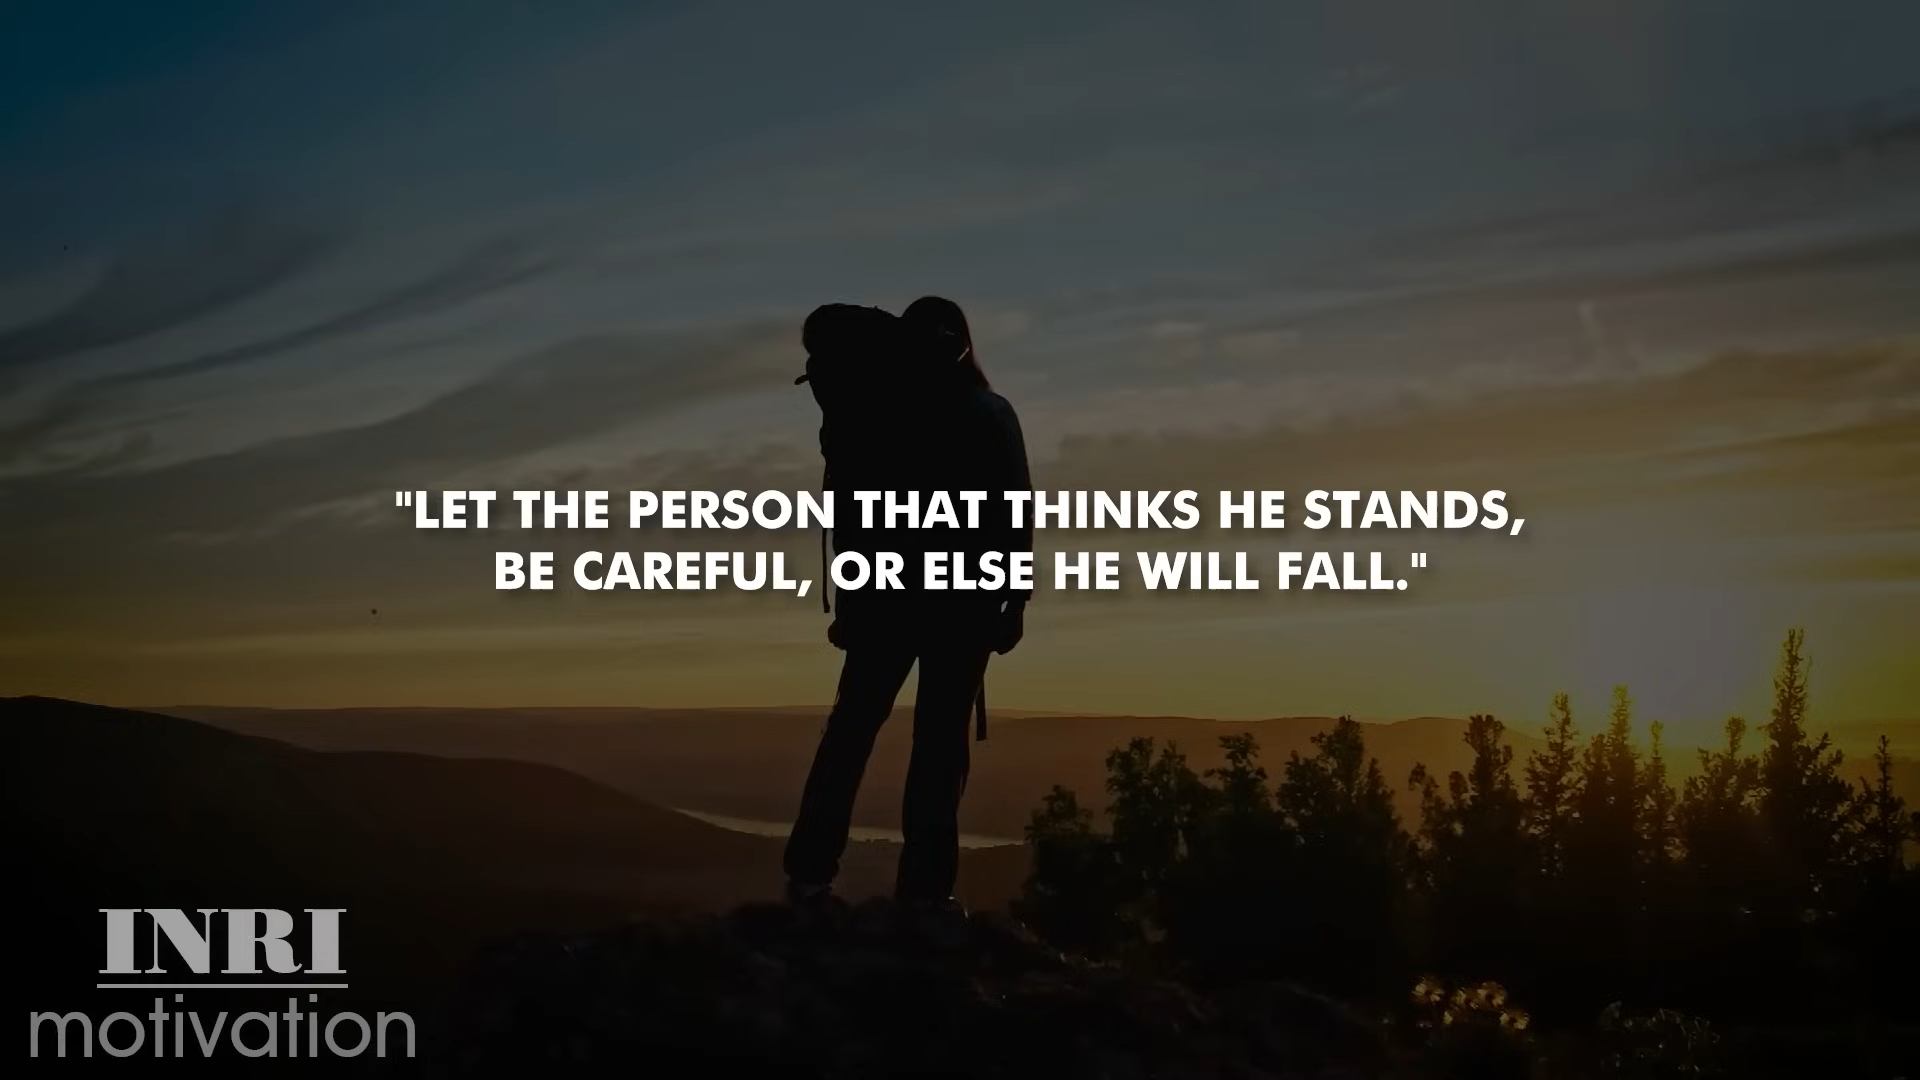 "LET THE PERSON THAT THINKS HE STANDS,
BE CAREFUL, OR ELSE HE WILL FALL."
INRI
motivation